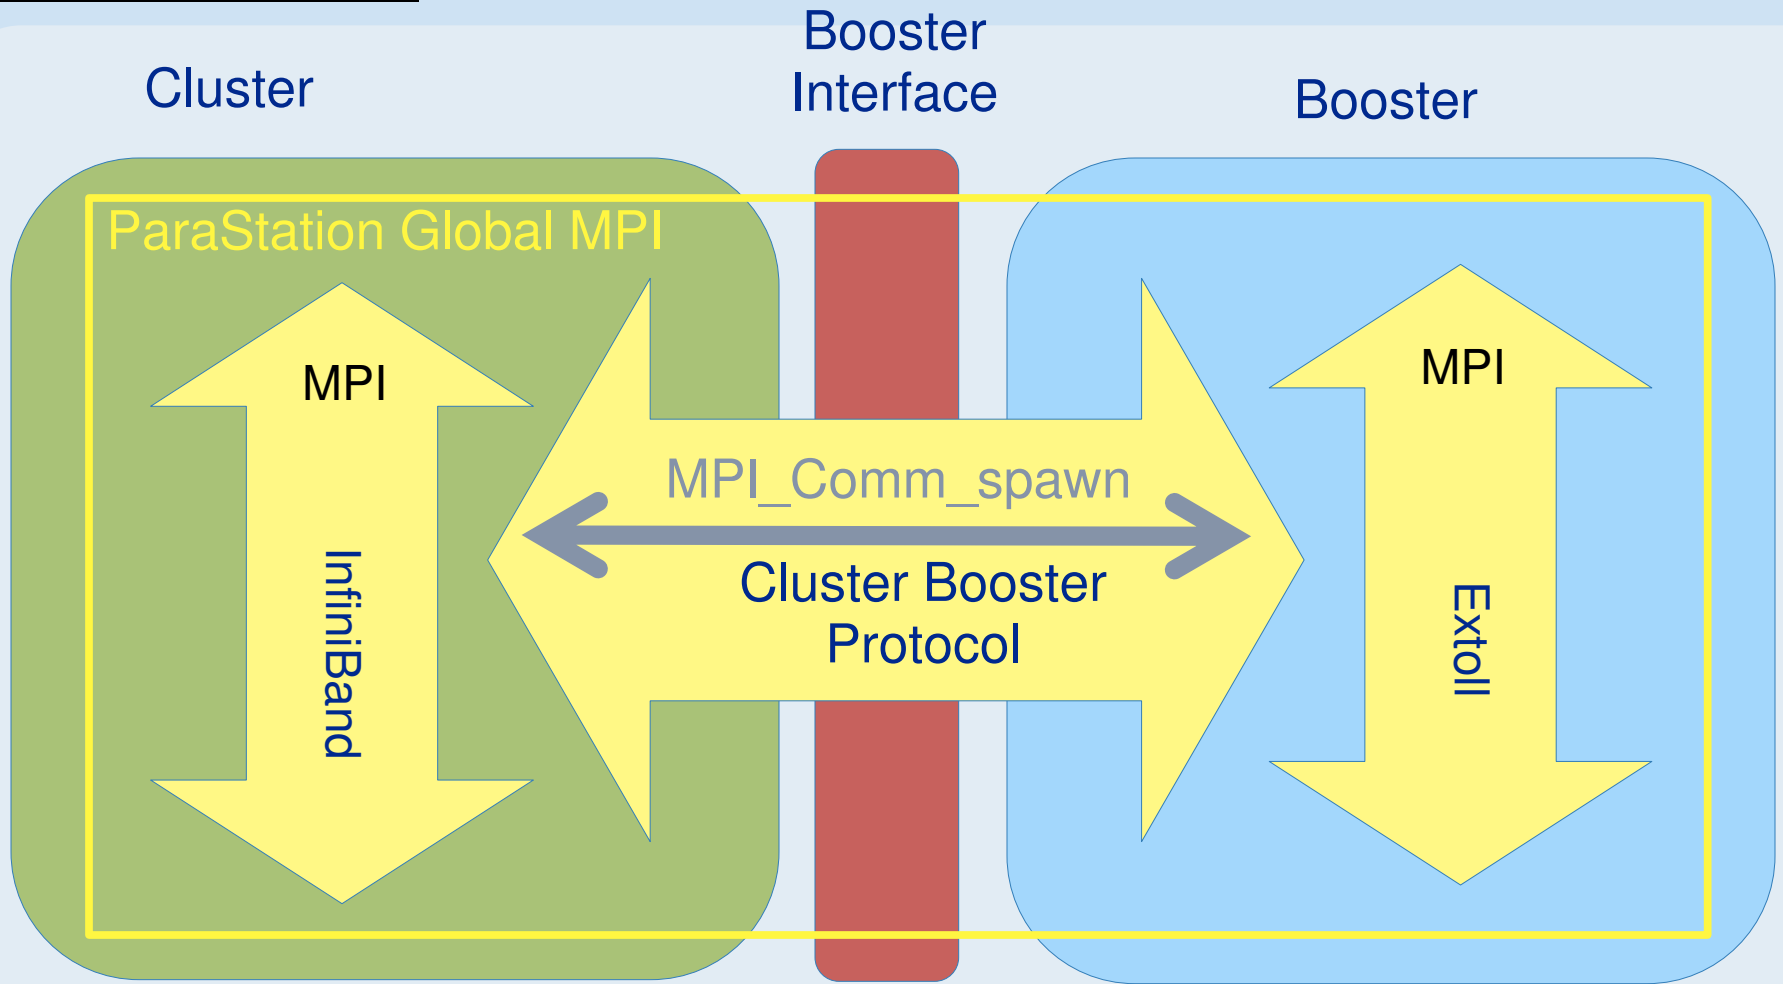 Cluster
Booster
Interface
Booster
ParaStation Global MPI
MPI
InfiniBand
MPI_Comm_spawn
Cluster Booster
Protocol
MPI
Extoll